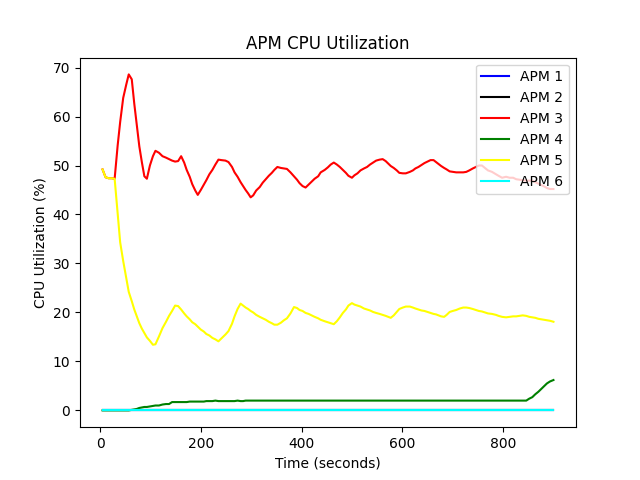 APM CPU Utilization
70
60
50
40
30
20
10
0
CPU Utilization (%)
0 200 400 600 800
Time (seconds)
APM 1
APM 2
APM 3
APM 4
APM 5
APM 6